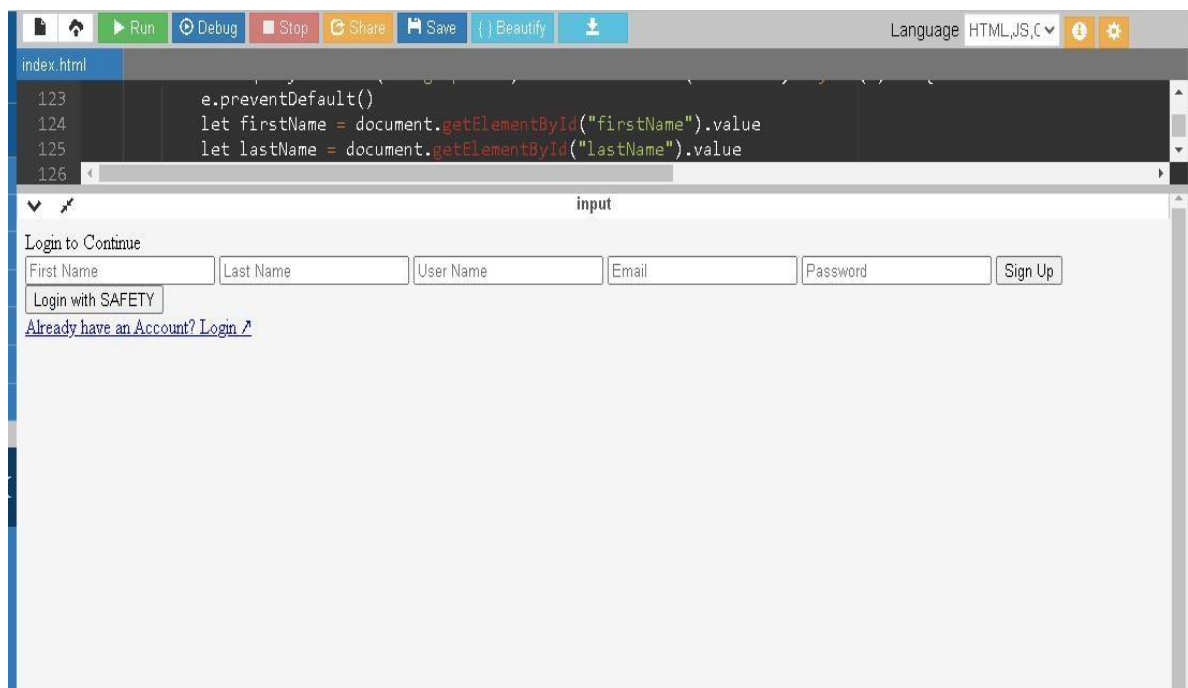 Run Debug Stop Share Save { } Beautify Language HTML,JS,C
index.html
123 e.preventDefault()
124 let firstName = document.getElementById("firstName").value
125 let lastName = document.getElementById("lastName").value
126
input
Login to Continue
First Name Last Name User Name Email Password Sign Up
Login with SAFETY
Already have an Account? Login ↗